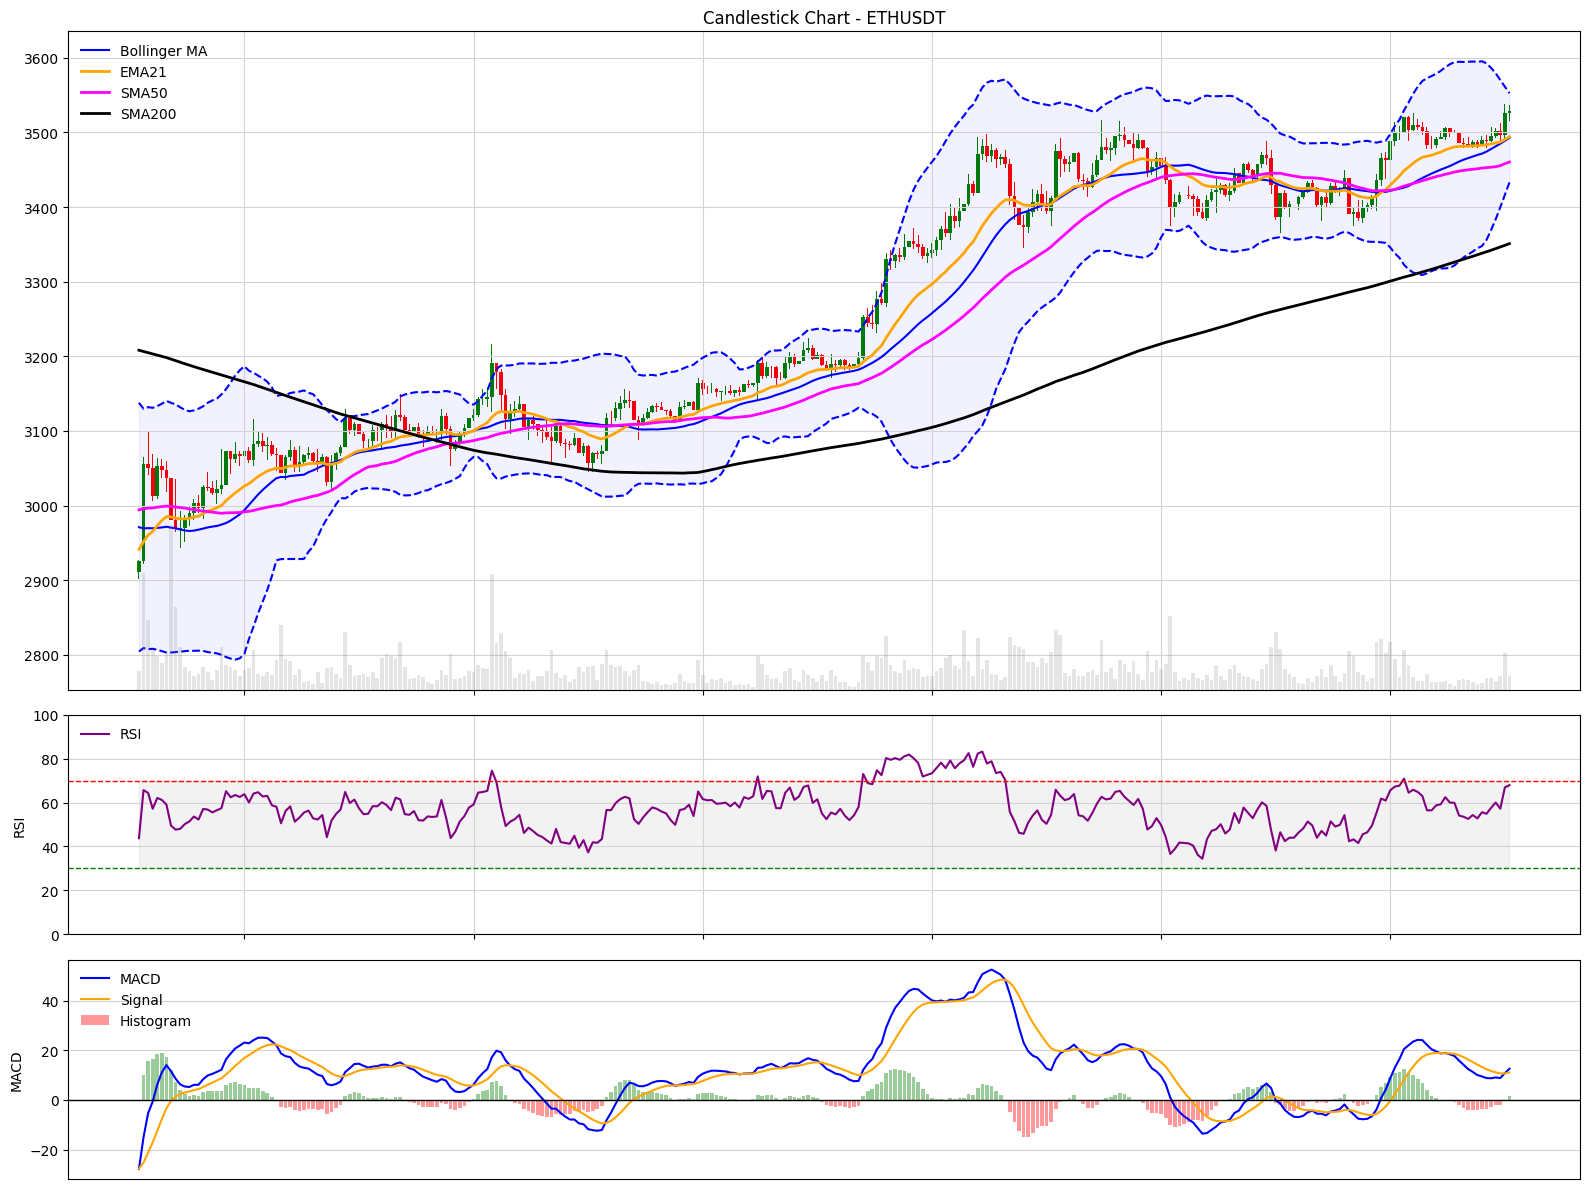 Candlestick Chart - ETHUSDT
Bollinger MA
EMA21
SMA50
SMA200
3600
3500
3400
3300
3200
3100
3000
2900
2800
RSI
RSI
100
80
60
40
20
0
MACD
MACD
Signal
Histogram
40
20
0
−20